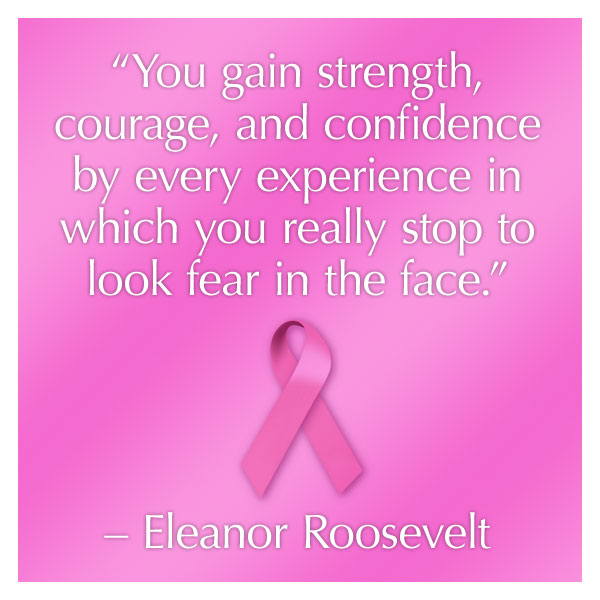 “You gain strength,
courage, and confidence
by every experience in
which you really stop to
look fear in the face.”
– Eleanor Roosevelt